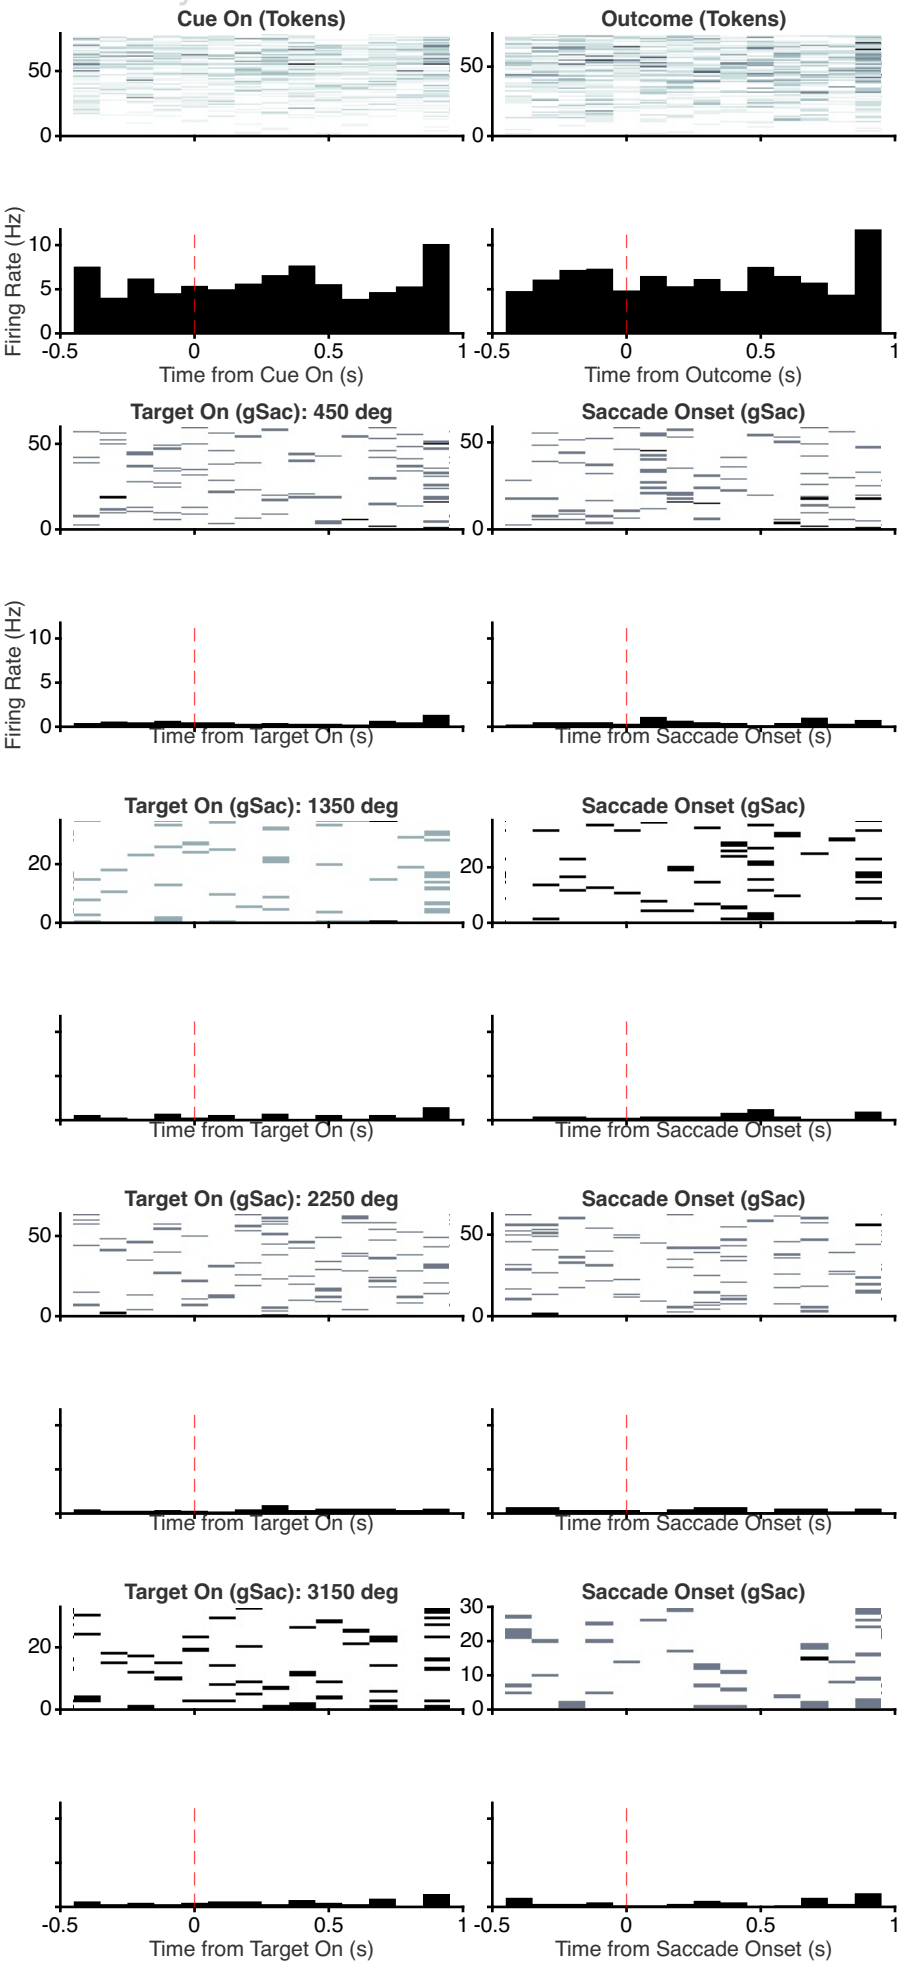 Cue On (Tokens) Outcome (Tokens)
50 50
0 0
Firing Rate (Hz)
10
5
0
-0.5 0 0.5 1 -0.5 0 0.5 1
Time from Cue On (s) Time from Outcome (s)
Target On (gSac): 450 deg Saccade Onset (gSac)
50 50
0 0
Firing Rate (Hz)
10
5
0
Time from Target On (s) Time from Saccade Onset (s)
Target On (gSac): 1350 deg Saccade Onset (gSac)
20 20
0 0
Time from Target On (s) Time from Saccade Onset (s)
Target On (gSac): 2250 deg Saccade Onset (gSac)
50 50
0 0
Time from Target On (s) Time from Saccade Onset (s)
Target On (gSac): 3150 deg Saccade Onset (gSac)
30
20 20
10
0 0
-0.5 0 0.5 1 -0.5 0 0.5 1
Time from Target On (s) Time from Saccade Onset (s)